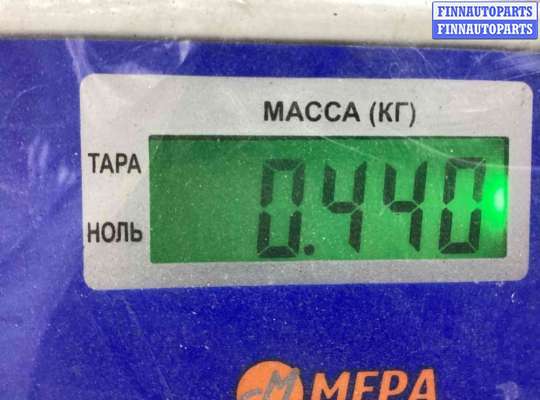 FINNAUTOPARTS
FINNAUTOPARTS
МАССА (КГ)
ТАРА
0.440
НОЛЬ
МЕРА